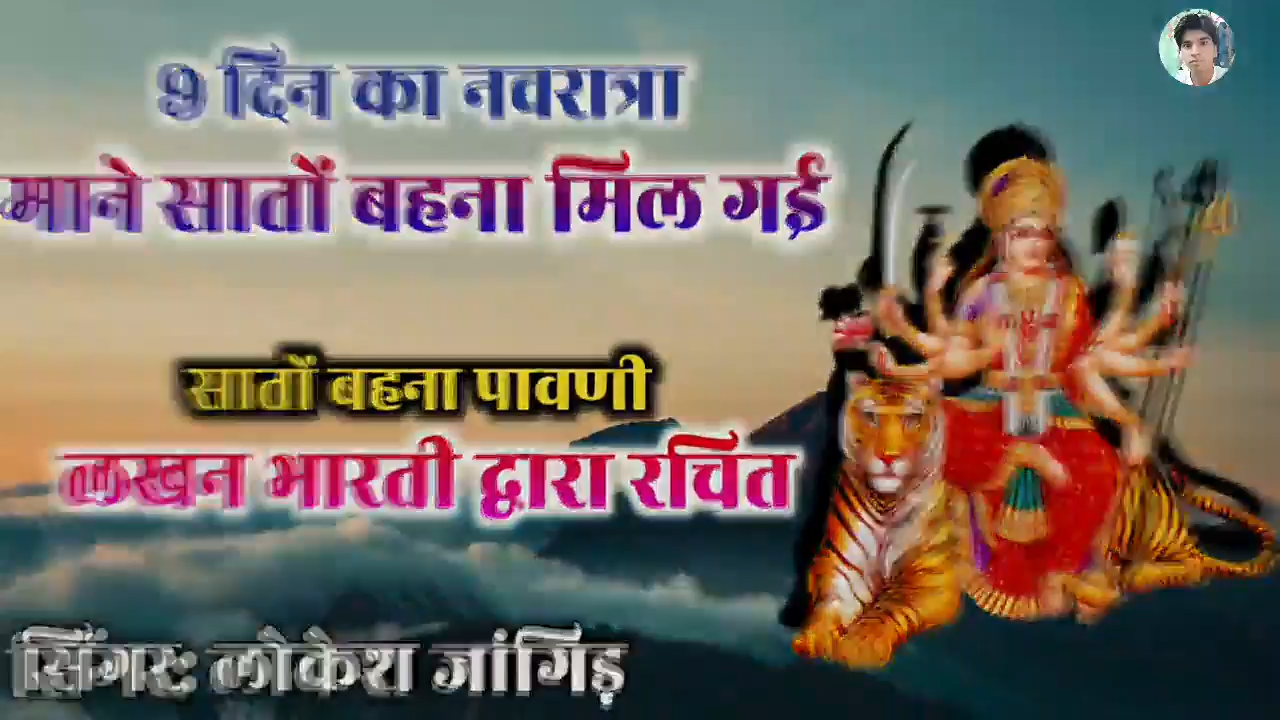 9 दिन का नवरात्रा
माने सातों बहना मिल गई
सातों बहना पावणी
लखन भारती द्वारा रचित
सिंगर: लोकेश जांगिड़